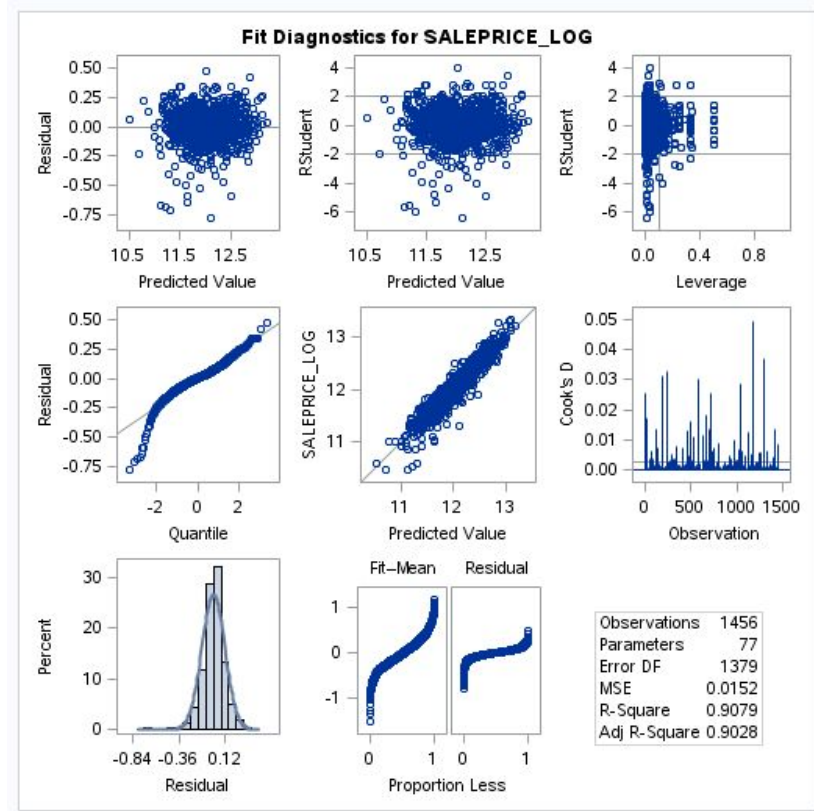 Fit Diagnostics for SALEPRICE_LOG
Residual
0.50
0.25
0.00
-0.25
-0.50
-0.75
10.5 11.5 12.5
Predicted Value
RStudent
4
2
0
-2
-4
-6
10.5 11.5 12.5
Predicted Value
RStudent
4
2
0
-2
-4
-6
0.0 0.4 0.8
Leverage
Residual
0.50
0.25
0.00
-0.25
-0.50
-0.75
-2 0 2
Quantile
SALEPRICE_LOG
13
12
11
11 12 13
Predicted Value
Cook's D
0.05
0.04
0.03
0.02
0.01
0.00
0 500 1000 1500
Observation
Percent
30
20
10
0
-0.84 -0.36 0.12
Residual
Fit–Mean Residual
1
0
-1
0 1 0 1
Proportion Less
Observations 1456
Parameters 77
Error DF 1379
MSE 0.0152
R-Square 0.9079
Adj R-Square 0.9028